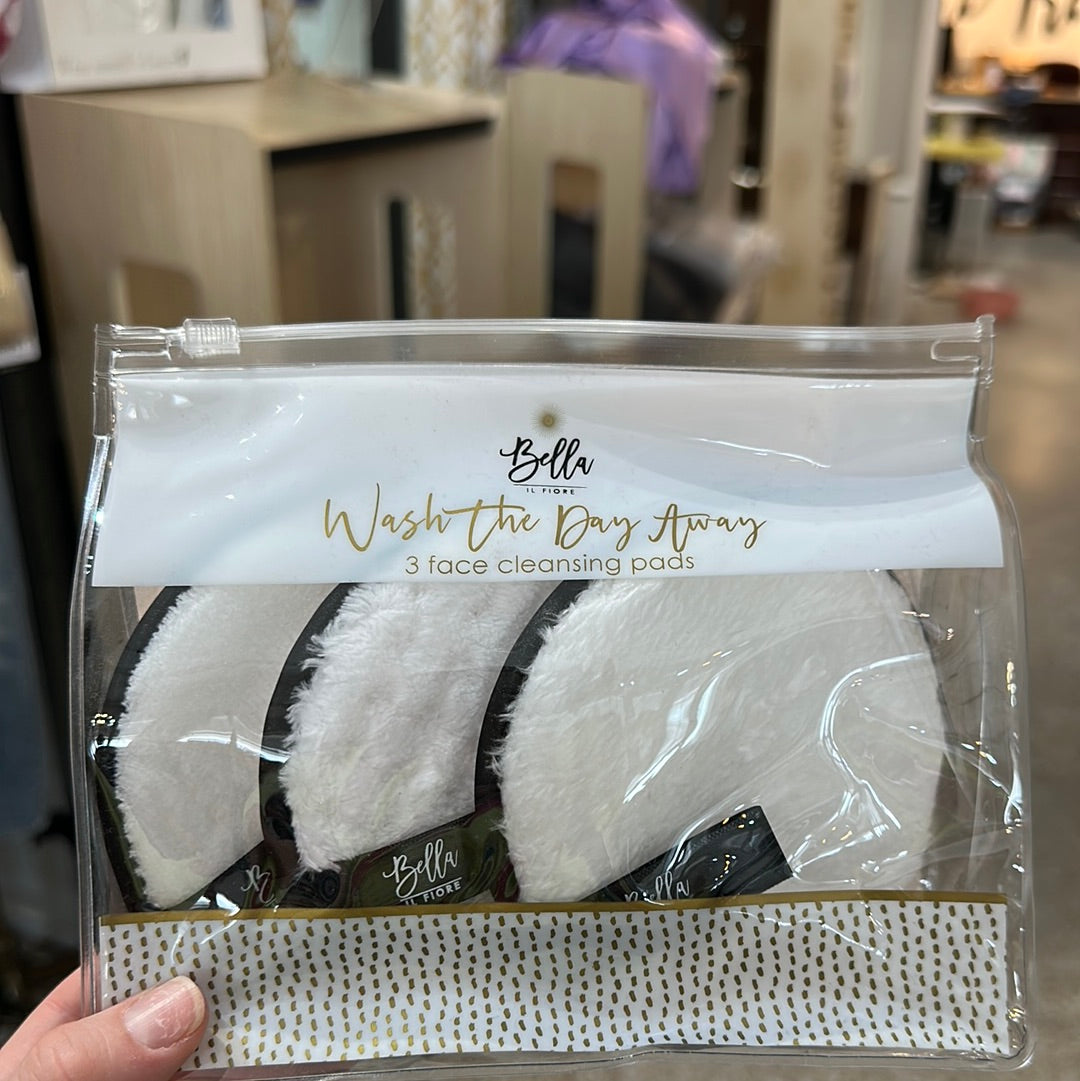 Bella
IL FIORE
Wash the Day Away
3 face cleansing pads
B
Bella
IL FIORE
Bella